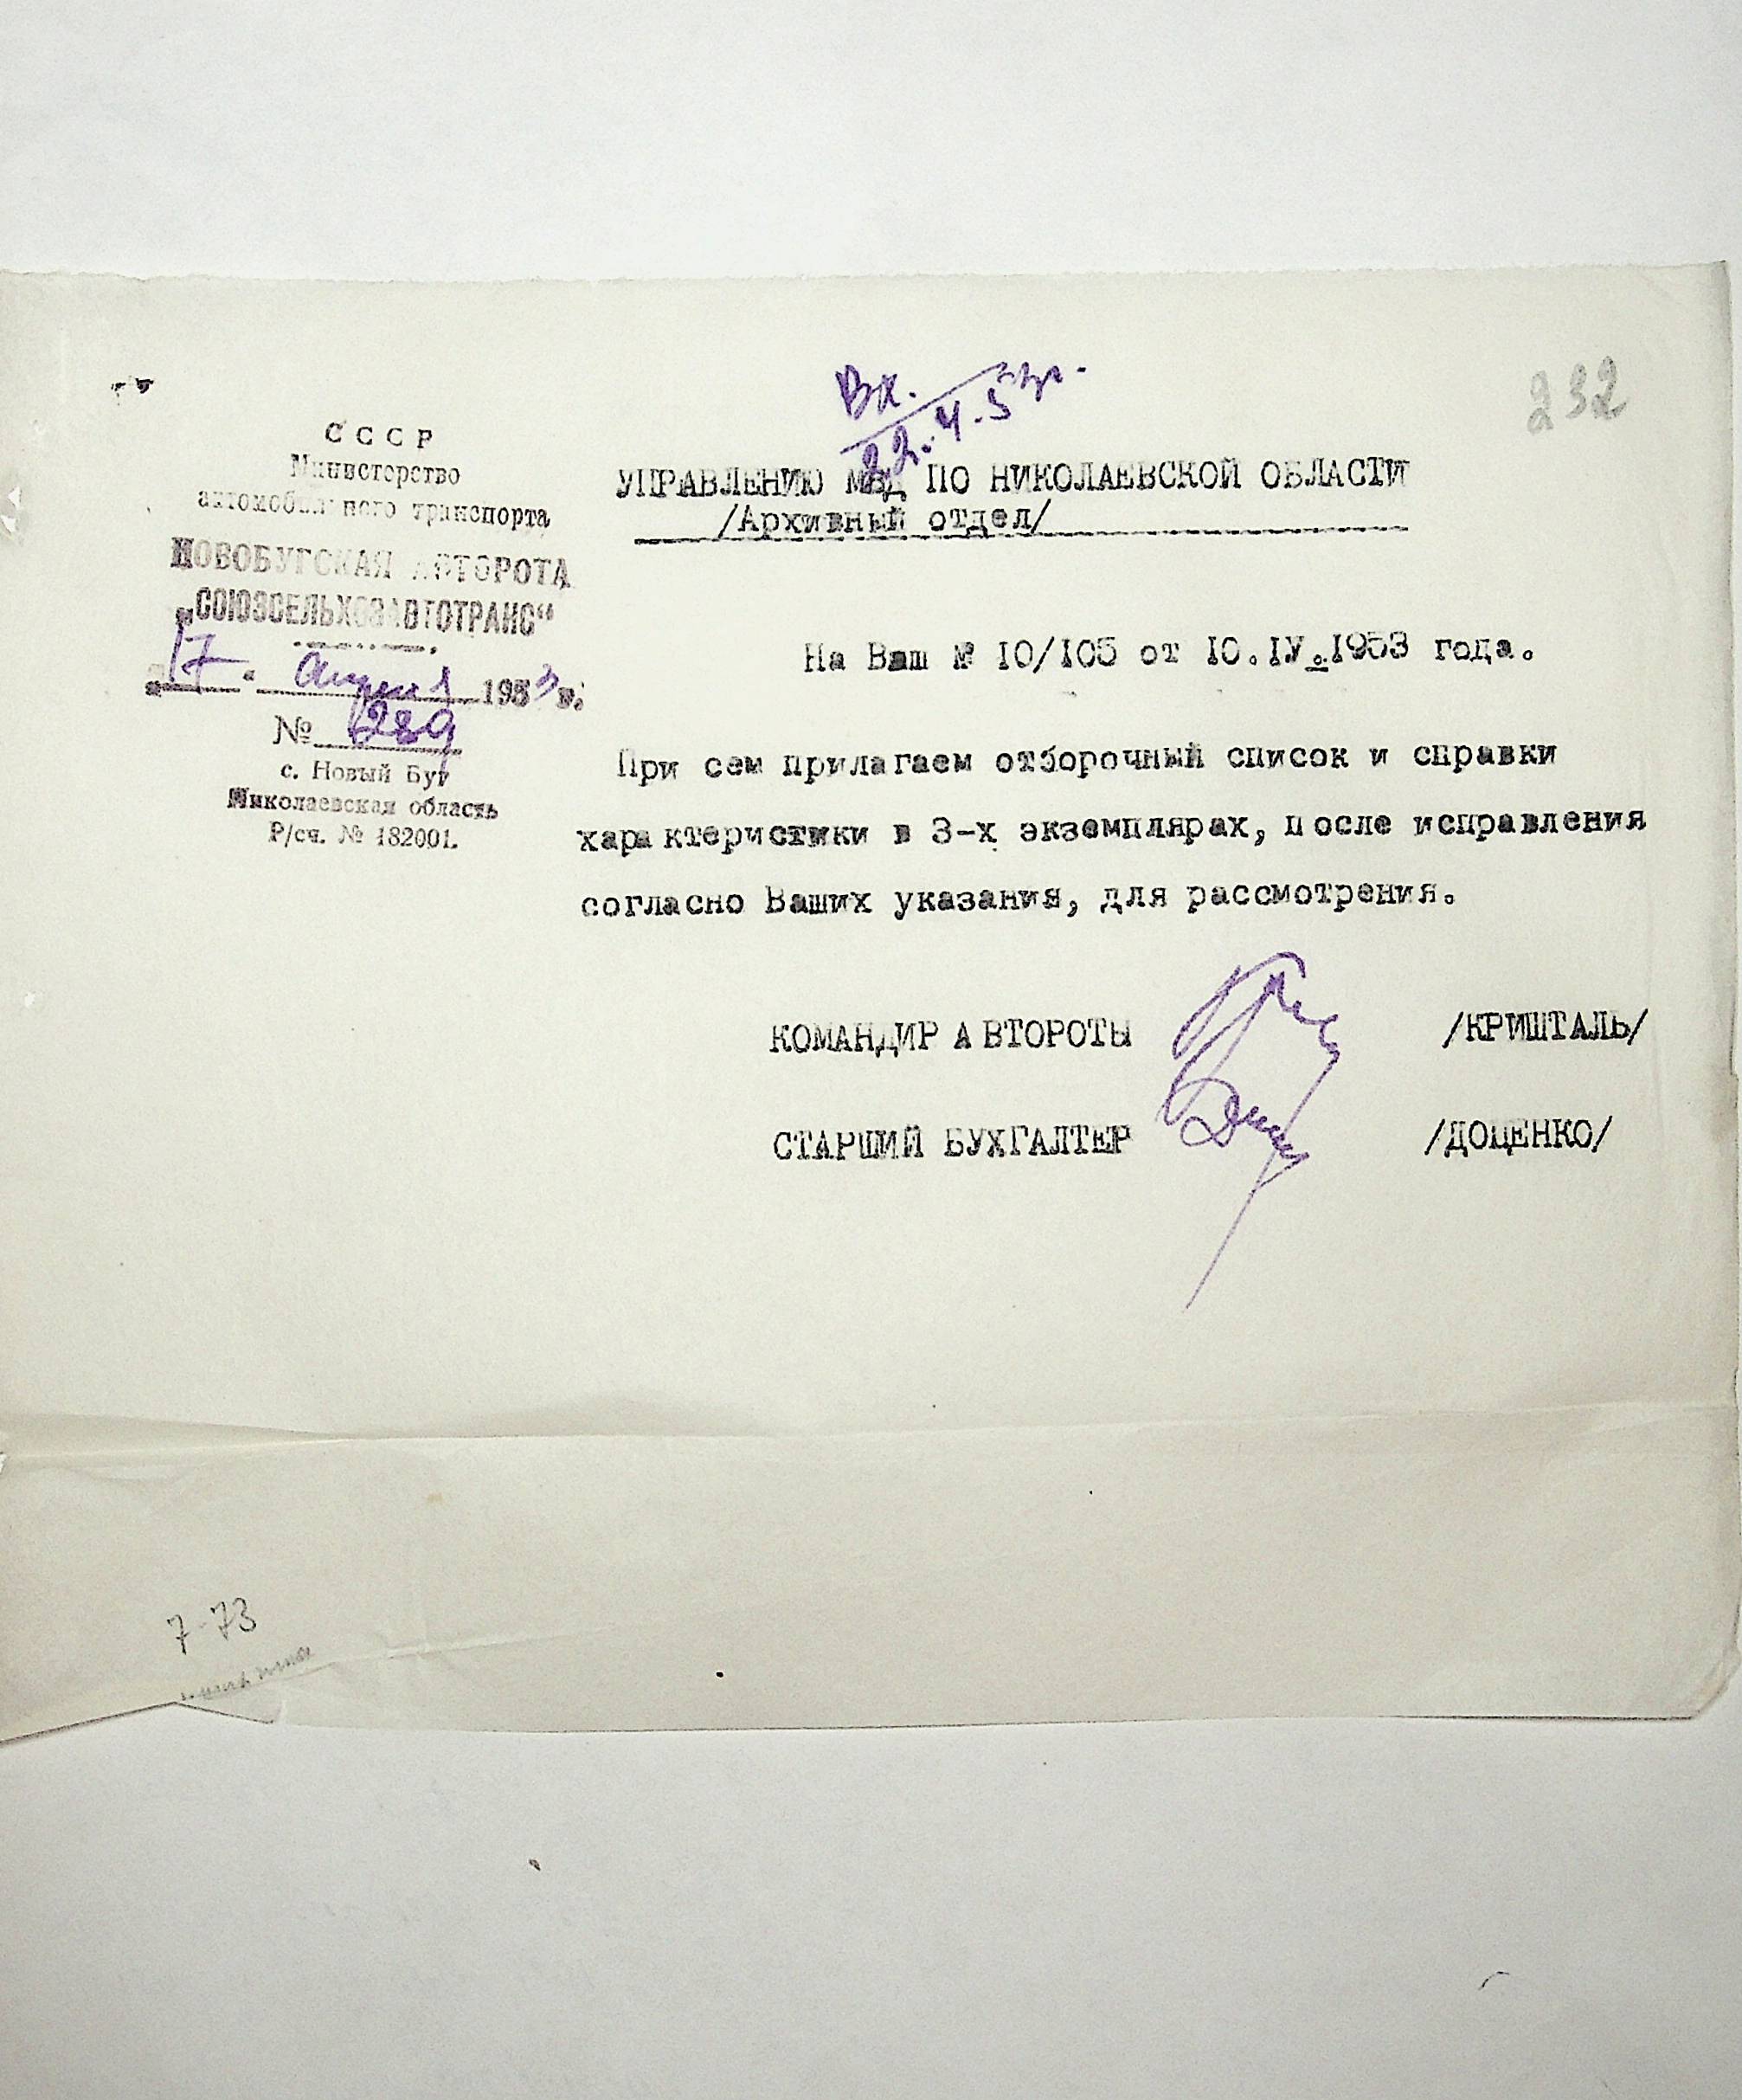 Вх.
22.4.53г.
232
СССР
Министерство
автомобильного транспорта
НОВОБУГСКАЯ АВТОРОТА
„СОЮЗСЕЛЬХОЗАВТОТРАНС“
„17“ апреля 1953 г.
№ 289
с. Новый Буг
Николаевская область
Р/сч. № 182001.
УПРАВЛЕНИЮ МВД ПО НИКОЛАЕВСКОЙ ОБЛАСТИ
/Архивный отдел/
На Ваш № 10/105 от 10.IУ.1953 года.
При сем прилагаем отборочный список и справки
характеристики в 3-х экземплярах, после исправления
согласно Ваших указания, для рассмотрения.
КОМАНДИР АВТОРОТЫ /КРИШТАЛЬ/
СТАРШИЙ БУХГАЛТЕР /ДОЦЕНКО/
7-73